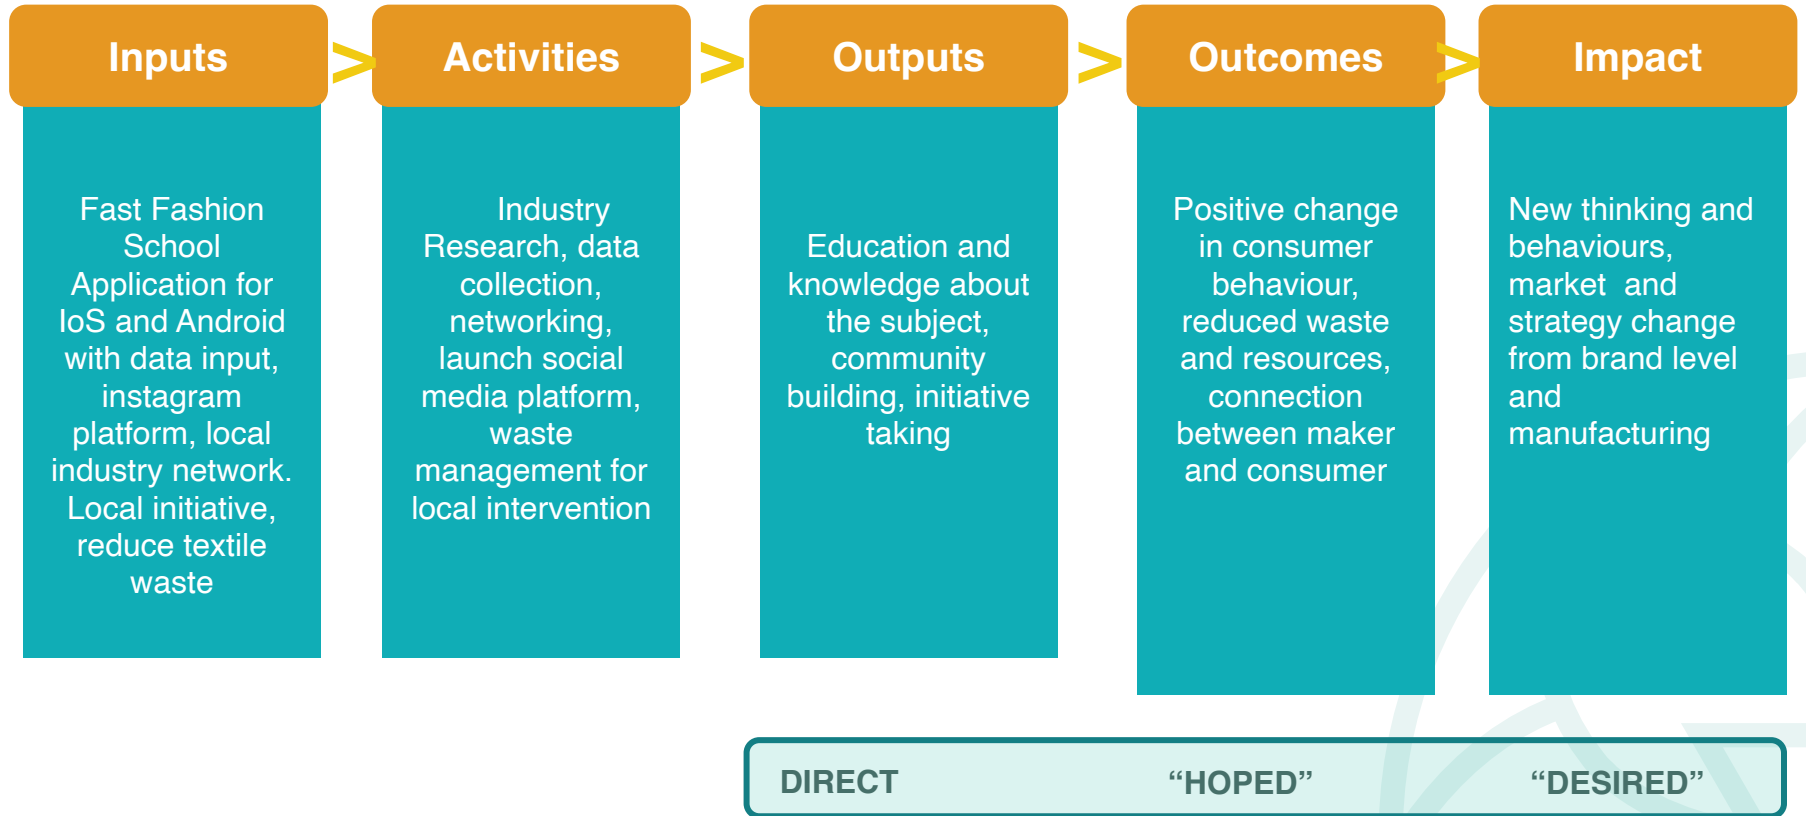 Inputs
>
Activities
>
Outputs
>
Outcomes
>
Impact
Fast Fashion
School
Application for
IoS and Android
with data input,
instagram
platform, local
industry network.
Local initiative,
reduce textile
waste
Industry
Research, data
collection,
networking,
launch social
media platform,
waste
management for
local intervention
Education and
knowledge about
the subject,
community
building, initiative
taking
Positive change
in consumer
behaviour,
reduced waste
and resources,
connection
between maker
and consumer
New thinking and
behaviours,
market  and
strategy change
from brand level
and
manufacturing
DIRECT
“HOPED”
“DESIRED”